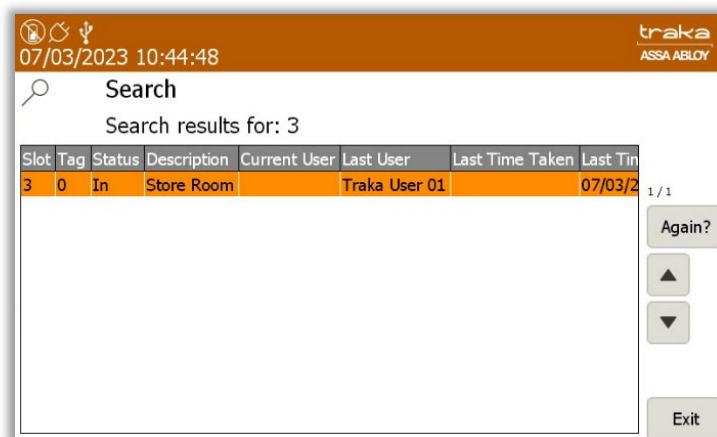 traka
07/03/2023 10:44:48 ASSA ABLOY
Search
Search results for: 3
Slot Tag Status Description Current User Last User Last Time Taken Last Tin
3 0 In Store Room Traka User 01 07/03/2
1/1
Again?
Exit